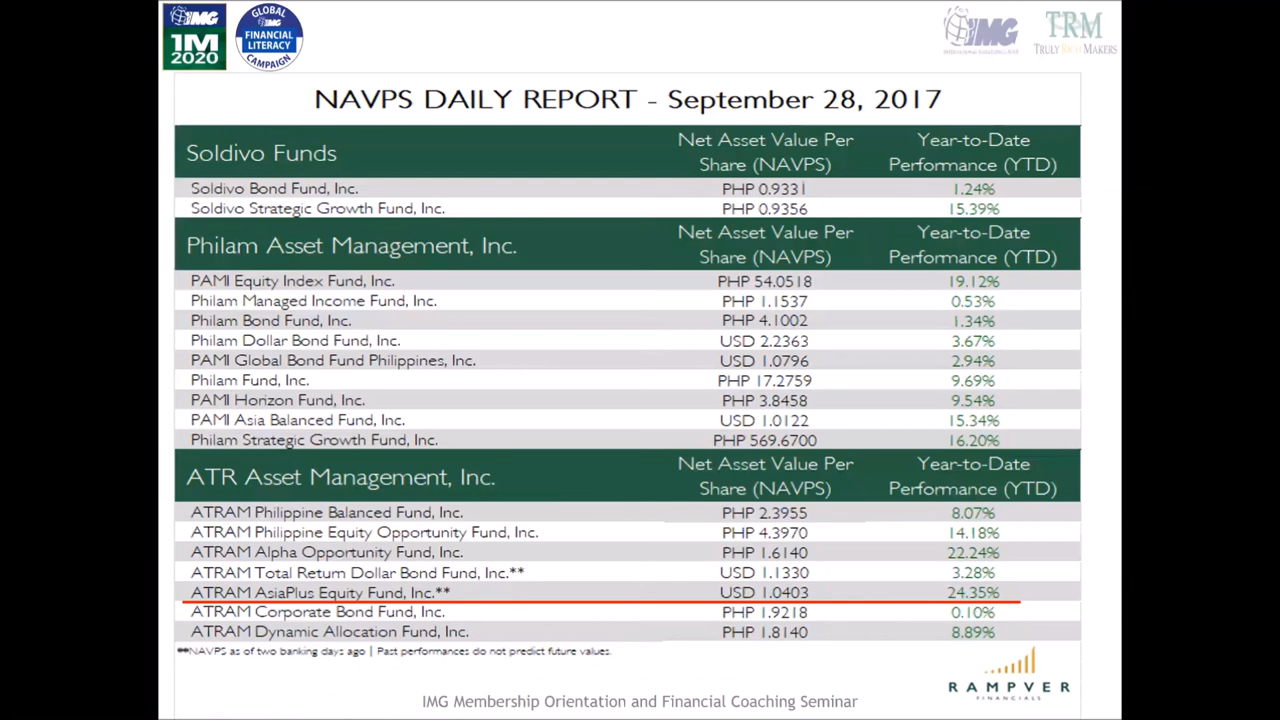 IMG
1M
2020
GLOBAL
IMG
FINANCIAL
LITERACY
CAMPAIGN
IMG
TRM
TRULY RICH MAKERS
NAVPS DAILY REPORT - September 28, 2017
Soldivo Funds Net Asset Value Per Share (NAVPS) Year-to-Date Performance (YTD)
Soldivo Bond Fund, Inc. PHP 0.9331 1.24%
Soldivo Strategic Growth Fund, Inc. PHP 0.9356 15.39%
Philam Asset Management, Inc. Net Asset Value Per Share (NAVPS) Year-to-Date Performance (YTD)
PAMI Equity Index Fund, Inc. PHP 54.0518 19.12%
Philam Managed Income Fund, Inc. PHP 1.1537 0.53%
Philam Bond Fund, Inc. PHP 4.1002 1.34%
Philam Dollar Bond Fund, Inc. USD 2.2363 3.67%
PAMI Global Bond Fund Philippines, Inc. USD 1.0796 2.94%
Philam Fund, Inc. PHP 17.2759 9.69%
PAMI Horizon Fund, Inc. PHP 3.8458 9.54%
PAMI Asia Balanced Fund, Inc. USD 1.0122 15.34%
Philam Strategic Growth Fund, Inc. PHP 569.6700 16.20%
ATR Asset Management, Inc. Net Asset Value Per Share (NAVPS) Year-to-Date Performance (YTD)
ATRAM Philippine Balanced Fund, Inc. PHP 2.3955 8.07%
ATRAM Philippine Equity Opportunity Fund, Inc. PHP 4.3970 14.18%
ATRAM Alpha Opportunity Fund, Inc. PHP 1.6140 22.24%
ATRAM Total Return Dollar Bond Fund, Inc.** USD 1.1330 3.28%
ATRAM AsiaPlus Equity Fund, Inc.** USD 1.0403 24.35%
ATRAM Corporate Bond Fund, Inc. PHP 1.9218 0.10%
ATRAM Dynamic Allocation Fund, Inc. PHP 1.8140 8.89%
**NAVPS as of two banking days ago | Past performances do not predict future values.
RAMPVER
FINANCIALS
IMG Membership Orientation and Financial Coaching Seminar